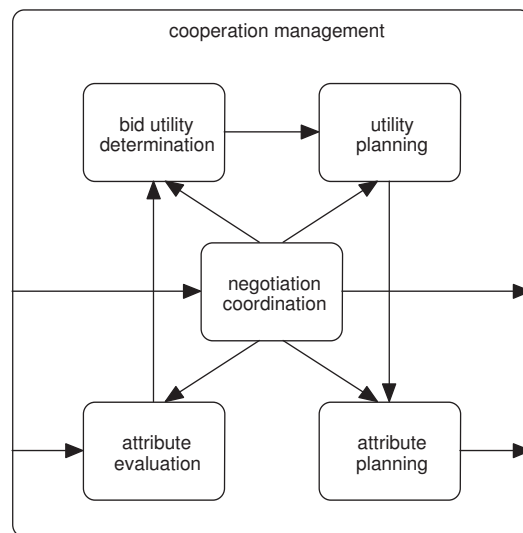 cooperation management
bid utility
determination
utility
planning
negotiation
coordination
attribute
evaluation
attribute
planning